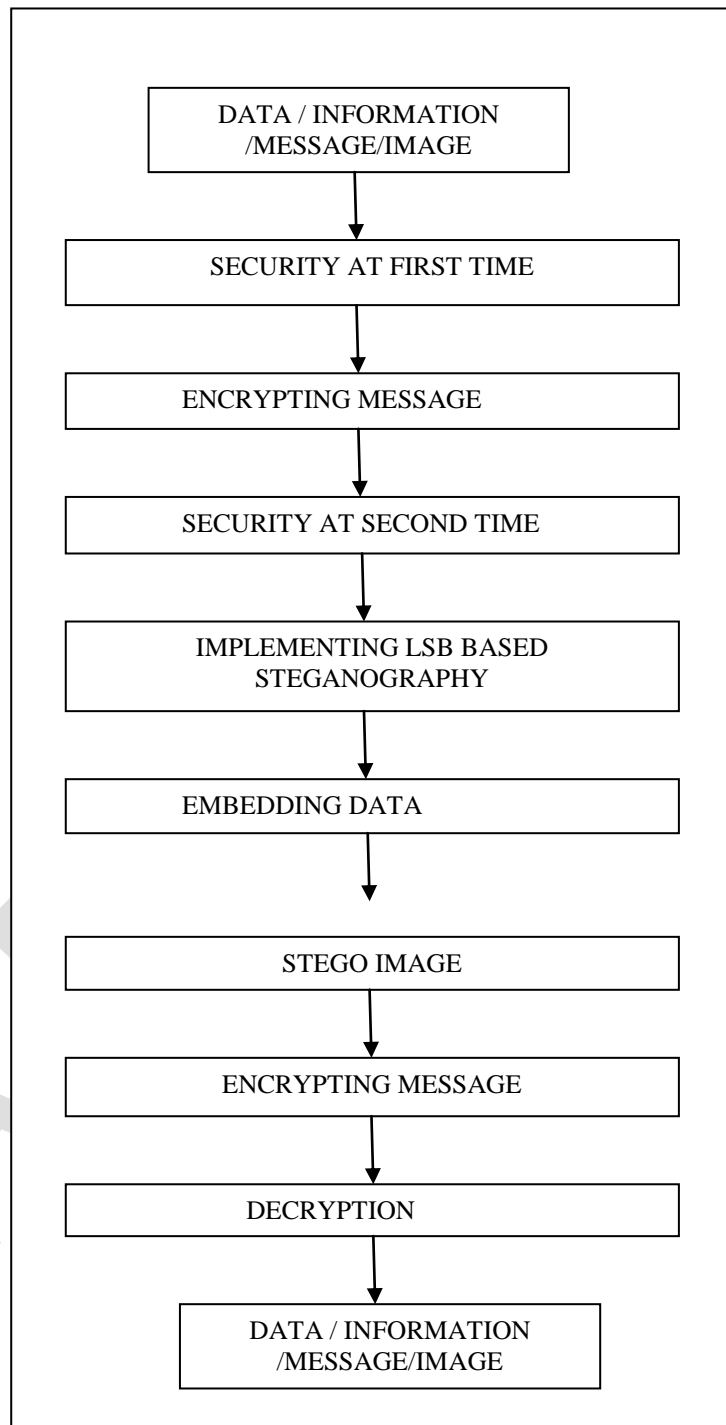 DATA / INFORMATION
/MESSAGE/IMAGE
SECURITY AT FIRST TIME
ENCRYPTING MESSAGE
SECURITY AT SECOND TIME
IMPLEMENTING LSB BASED
STEGANOGRAPHY
EMBEDDING DATA
STEGO IMAGE
ENCRYPTING MESSAGE
DECRYPTION
DATA / INFORMATION
/MESSAGE/IMAGE